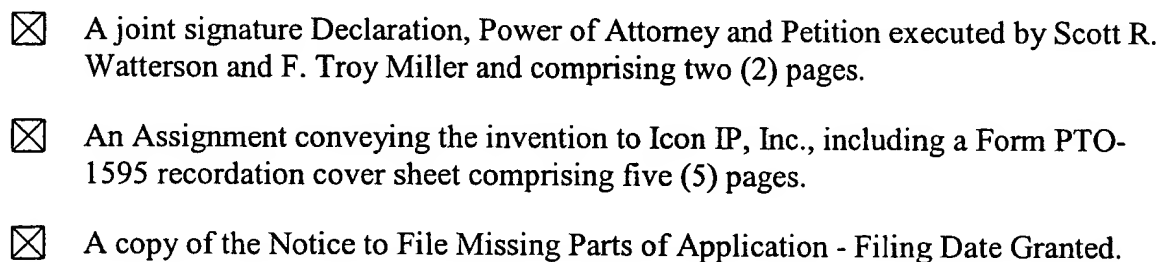 A joint signature Declaration, Power of Attorney and Petition executed by Scott R.
Watterson and F. Troy Miller and comprising two (2) pages.
An Assignment conveying the invention to Icon IP, Inc., including a Form PTO-
1595 recordation cover sheet comprising five (5) pages.
A copy of the Notice to File Missing Parts of Application - Filing Date Granted.